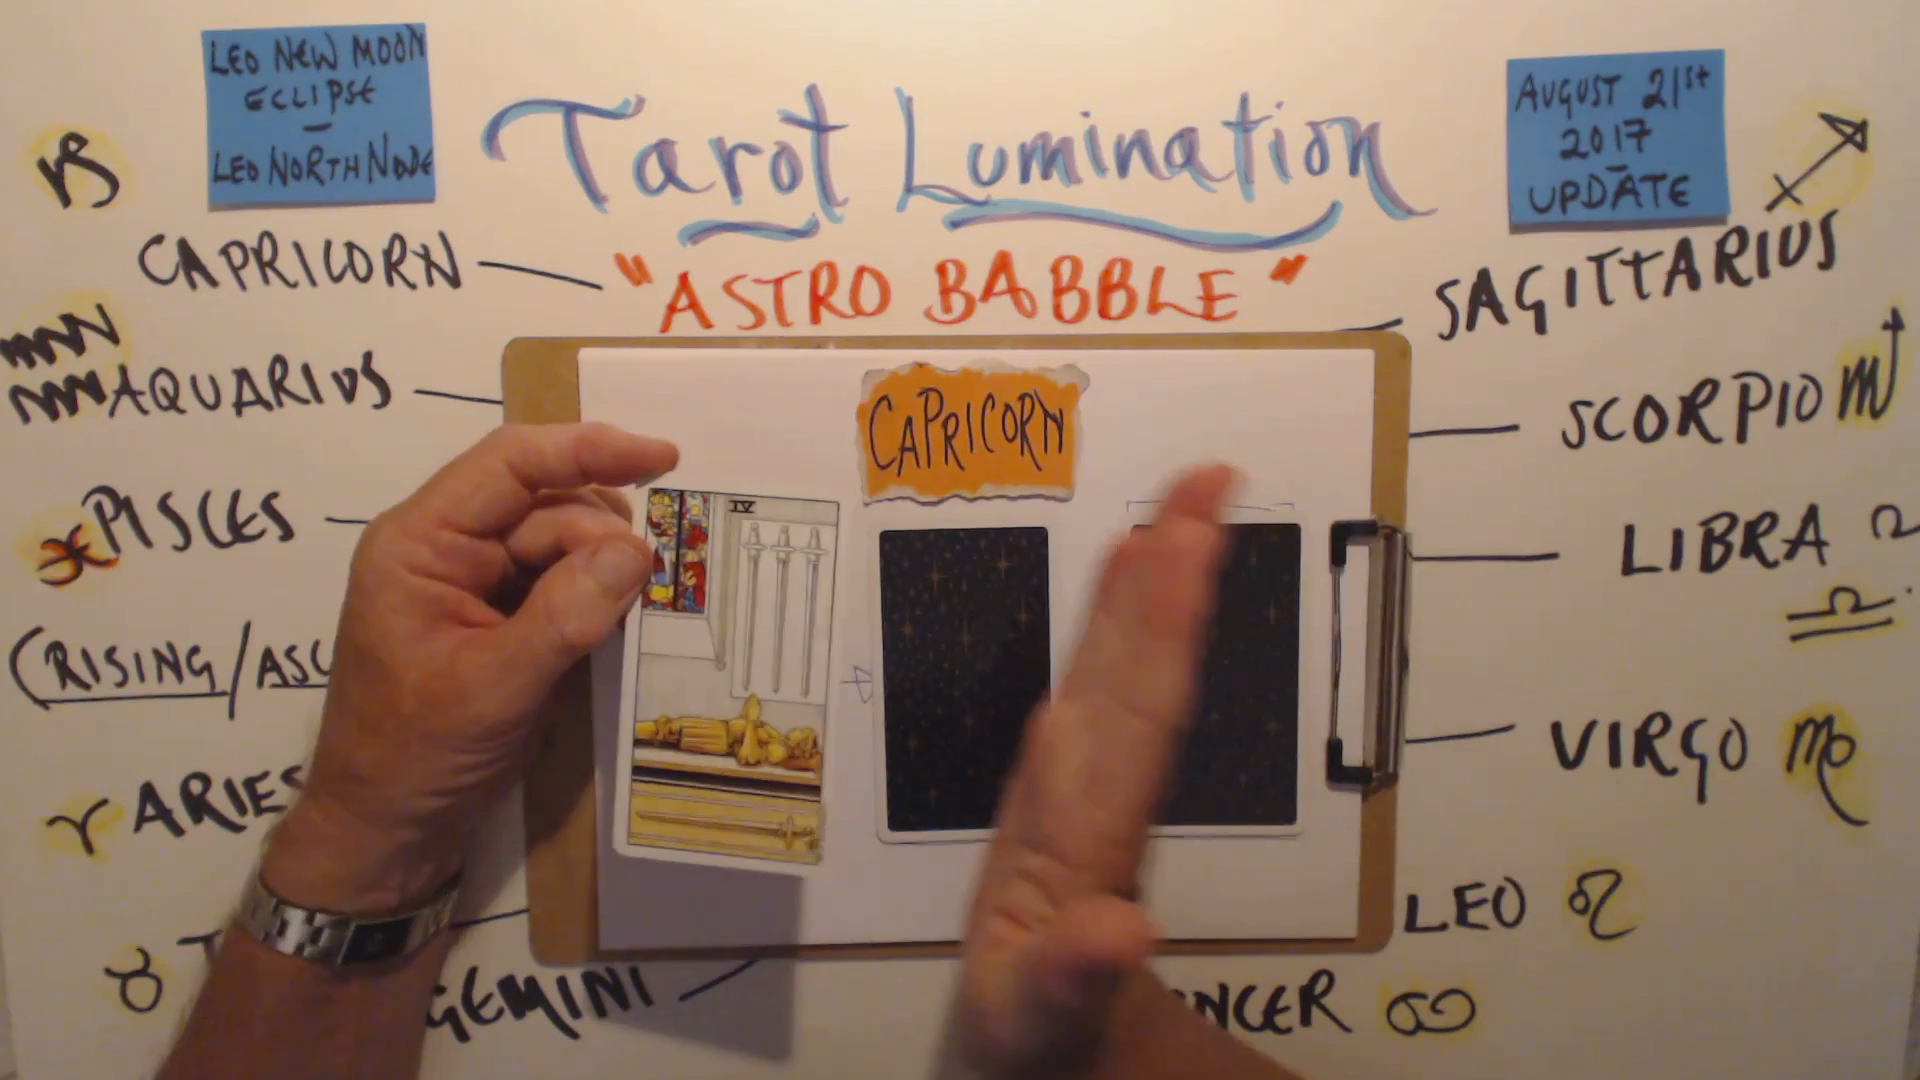 LEO NEW MOON
ECLIPSE
–
LEO NORTH NODE
Tarot Lumination
AUGUST 21st
2017
–
UPDATE
"ASTRO BABBLE"
CAPRICORN
AQUARIUS
PISCES
(RISING/ASC
ARIES
GEMINI
CAPRICORN
IV
SAGITTARIUS
SCORPIO
LIBRA
VIRGO
LEO
NCER